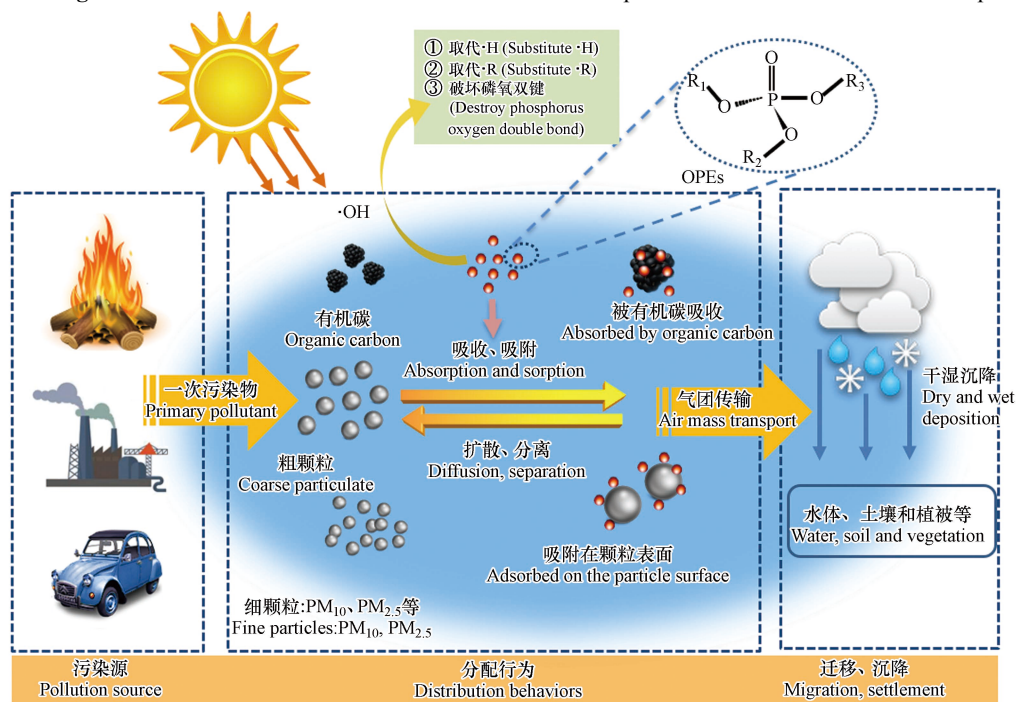 ① 取代·H (Substitute ·H)
② 取代·R (Substitute ·R)
③ 破坏磷氧双键
(Destroy phosphorus
oxygen double bond)
O
R1
O
P
O
R3
O
R2
OPEs
·OH
有机碳
Organic carbon
被有机碳吸收
Absorbed by organic carbon
吸收、吸附
Absorption and sorption
一次污染物
Primary pollutant
气团传输
Air mass transport
干湿沉降
Dry and wet
deposition
扩散、分离
Diffusion, separation
粗颗粒
Coarse particulate
水体、土壤和植被等
Water, soil and vegetation
吸附在颗粒表面
Adsorbed on the particle surface
细颗粒:PM10、PM2.5等
Fine particles:PM10, PM2.5
污染源
Pollution source
分配行为
Distribution behaviors
迁移、沉降
Migration, settlement